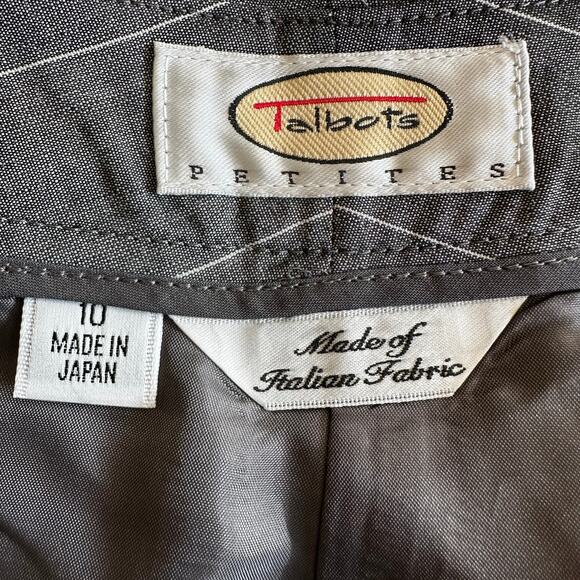 Talbots
PETITES
10
MADE IN
JAPAN
Made of
Italian Fabric